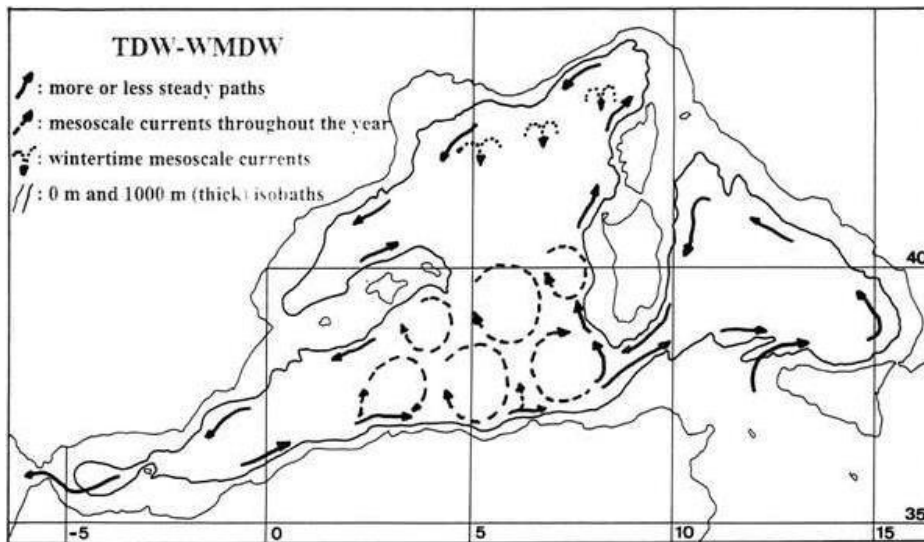 TDW-WMDW
: more or less steady paths
: mesoscale currents throughout the year
: wintertime mesoscale currents
: 0 m and 1000 m (thick) isobaths
40
35
-5 0 5 10 15